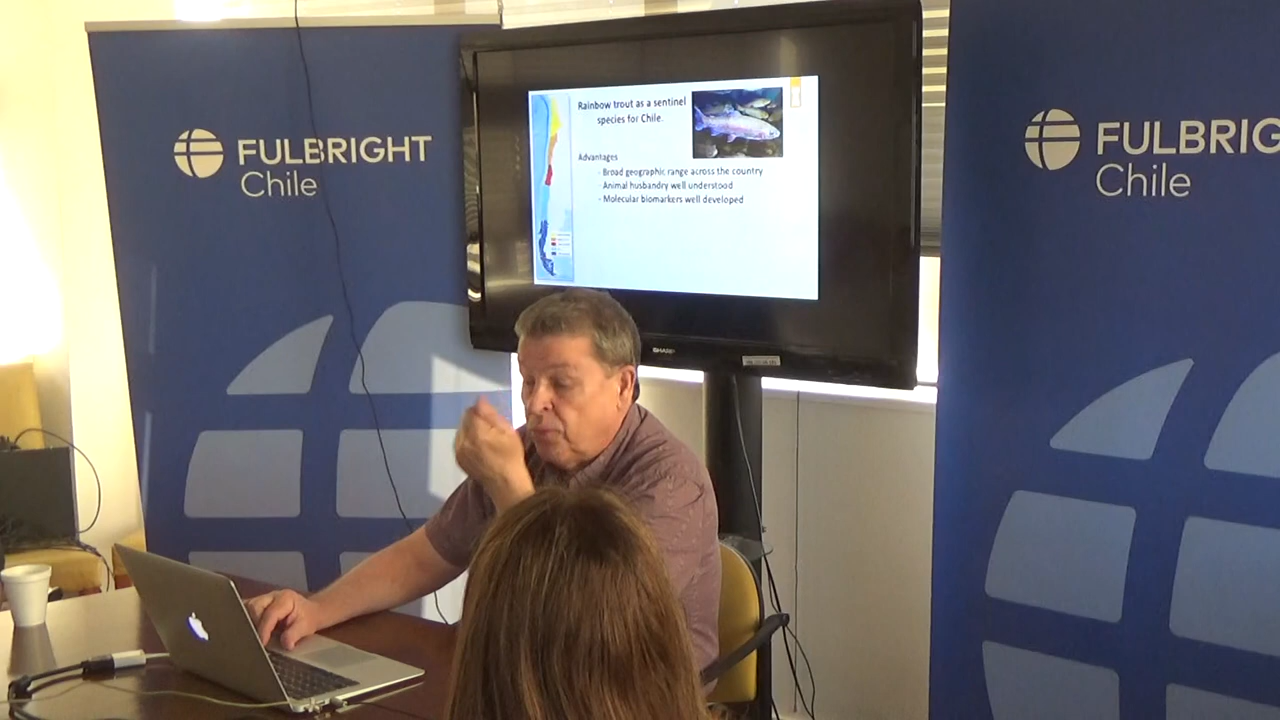 FULBRIGHT
Chile
Rainbow trout as a sentinel
species for Chile.
Advantages
- Broad geographic range across the country
- Animal husbandry well understood
- Molecular biomarkers well developed
SHARP
FULBRIG
Chile